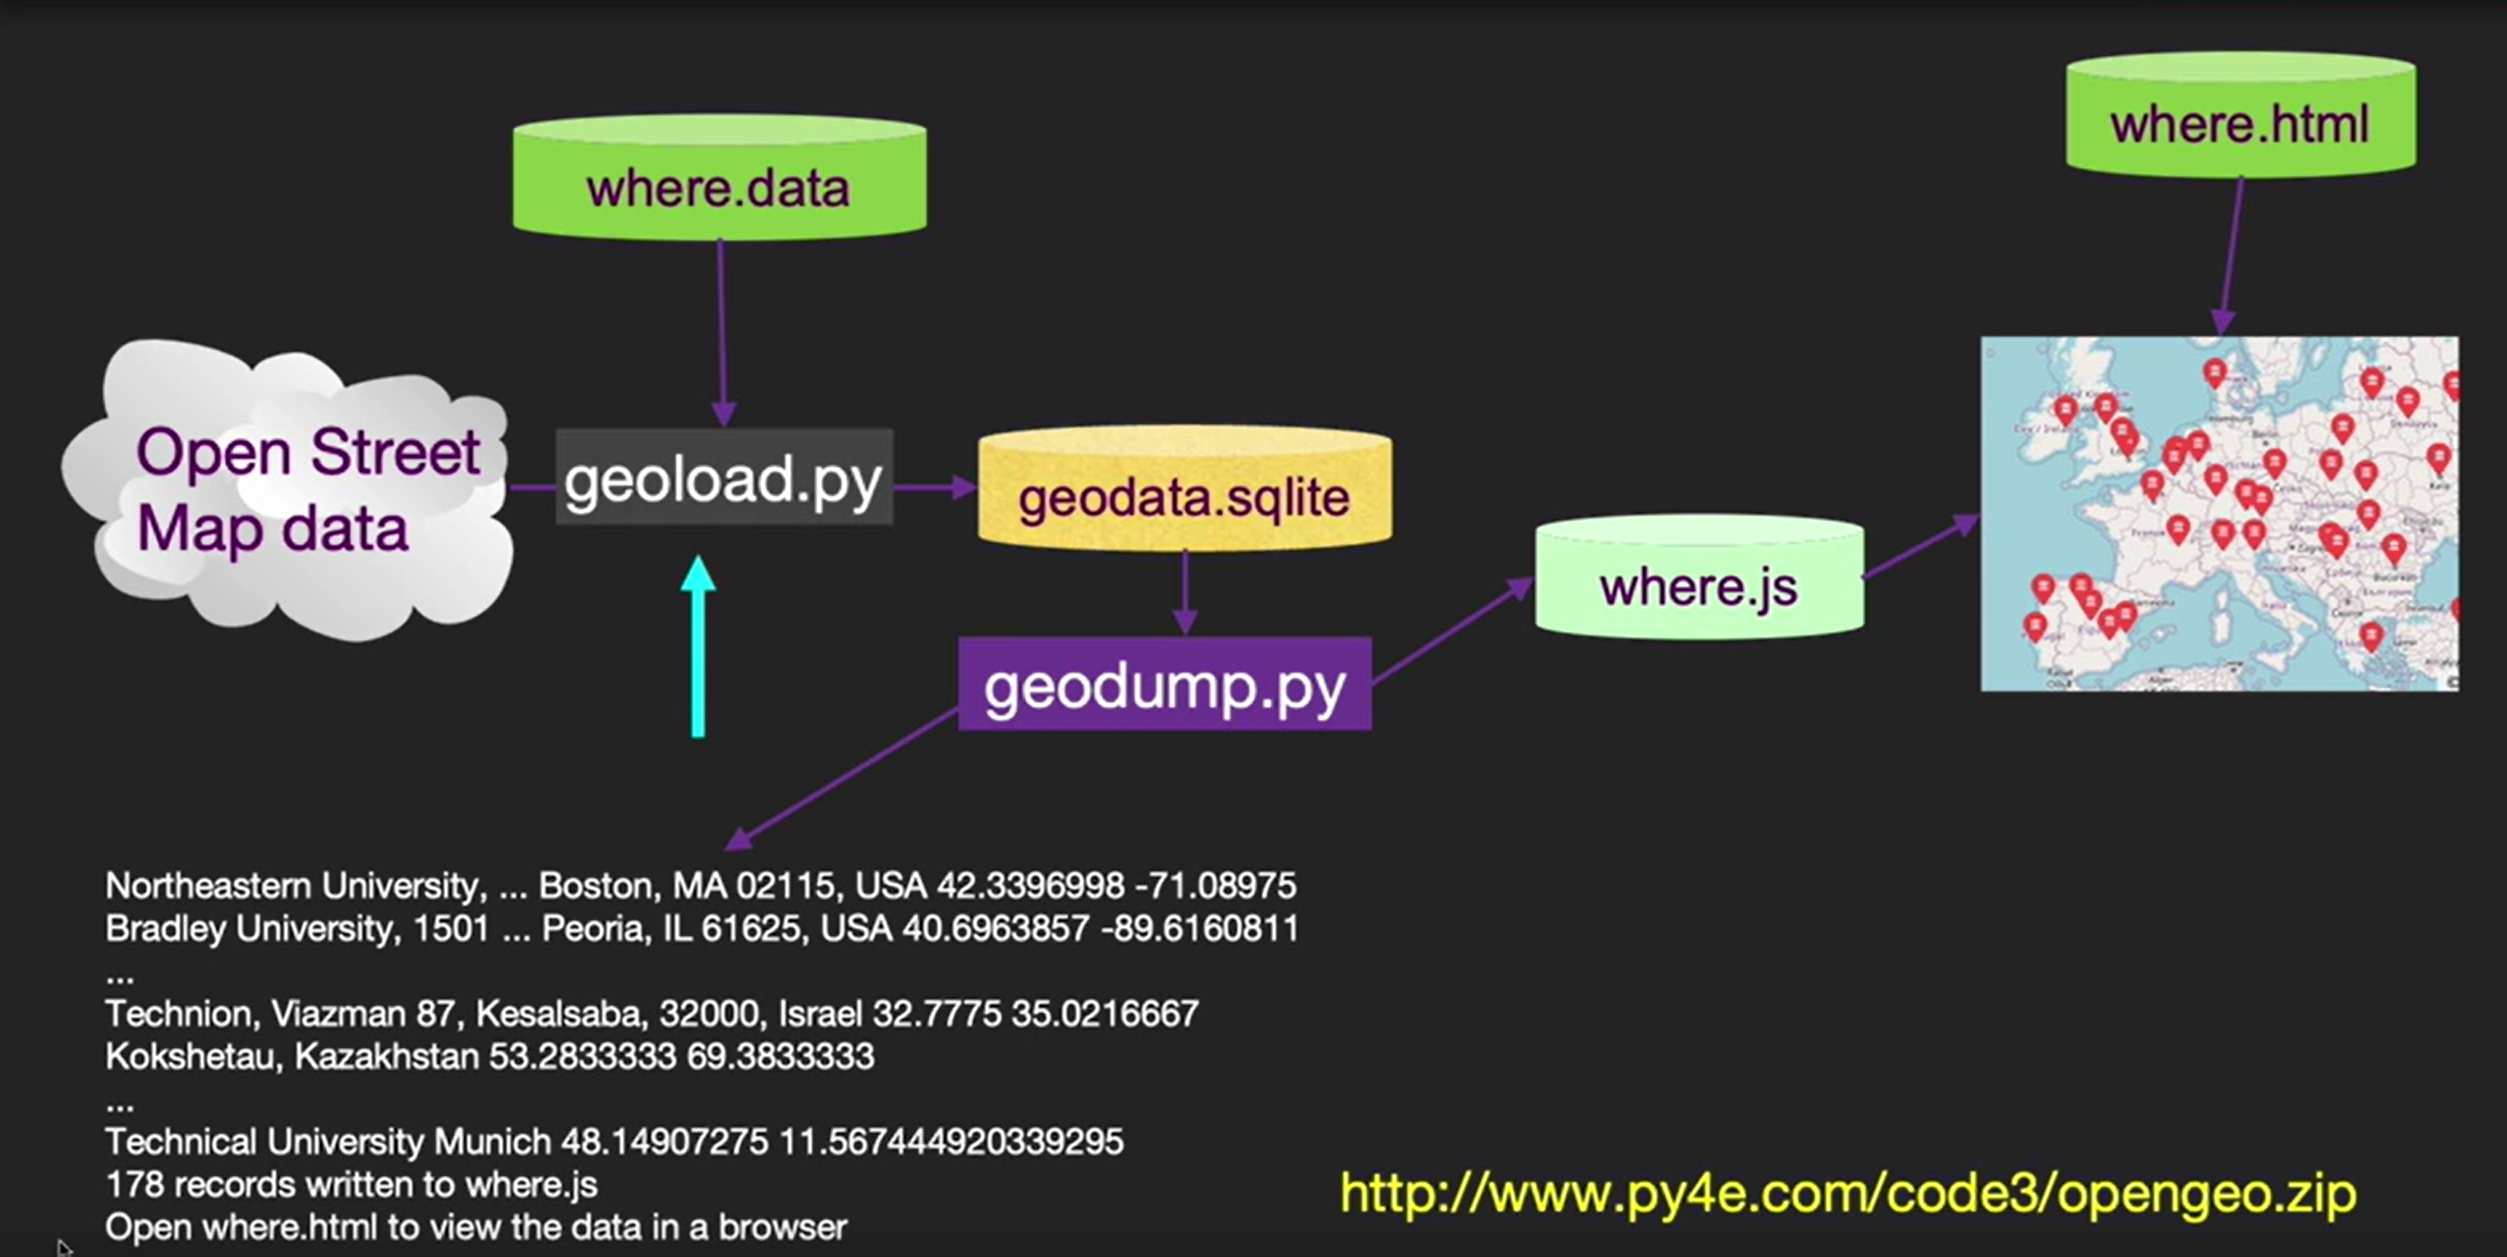 where.html
where.data
Open Street
Map data
geoload.py
geodata.sqlite
where.js
geodump.py
Northeastern University, ... Boston, MA 02115, USA 42.3396998 -71.08975
Bradley University, 1501 ... Peoria, IL 61625, USA 40.6963857 -89.6160811
...
Technion, Viazman 87, Kesalsaba, 32000, Israel 32.7775 35.0216667
Kokshetau, Kazakhstan 53.2833333 69.3833333
...
Technical University Munich 48.14907275 11.567444920339295
178 records written to where.js
Open where.html to view the data in a browser
http://www.py4e.com/code3/opengeo.zip